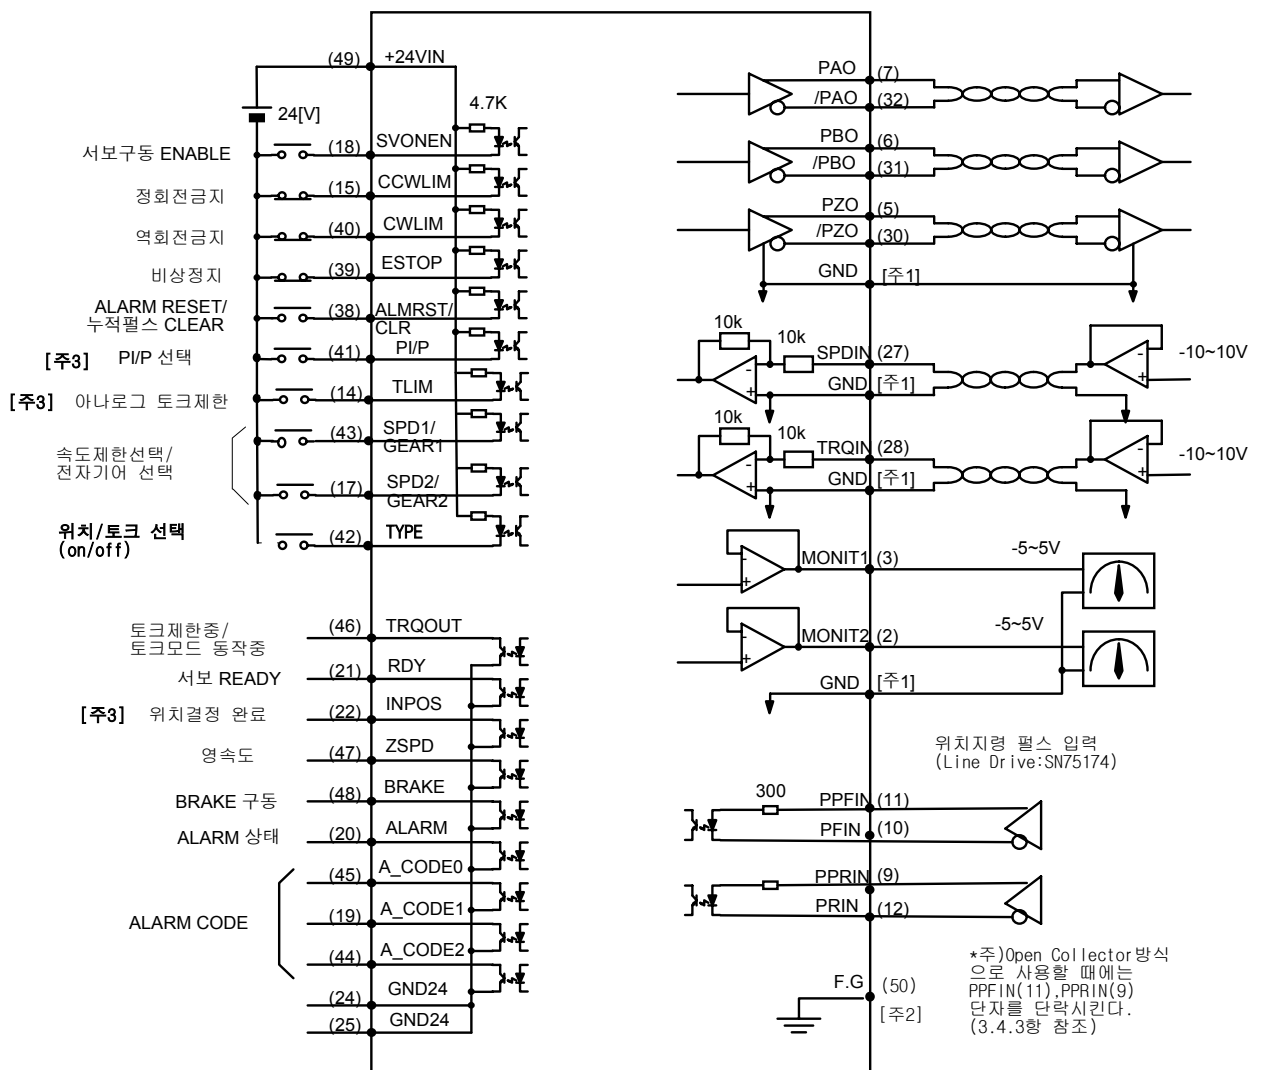 (49) +24VIN
24[V]
4.7K
서보구동 ENABLE (18) SVONEN
정회전금지 (15) CCWLIM
역회전금지 (40) CWLIM
비상정지 (39) ESTOP
ALARM RESET/
누적펄스 CLEAR (38) ALMRST/
CLR
[주3] PI/P 선택 (41) PI/P
[주3] 아나로그 토크제한 (14) TLIM
속도제한선택/
전자기어 선택
(43) SPD1/
GEAR1
(17) SPD2/
GEAR2
위치/토크 선택
(on/off)
(42) TYPE
토크제한중/
토크모드 동작중
(46) TRQOUT
서보 READY (21) RDY
[주3] 위치결정 완료 (22) INPOS
영속도 (47) ZSPD
BRAKE 구동 (48) BRAKE
ALARM 상태 (20) ALARM
ALARM CODE
(45) A_CODE0
(19) A_CODE1
(44) A_CODE2
(24) GND24
(25) GND24
PAO (7)
/PAO (32)
PBO (6)
/PBO (31)
PZO (5)
/PZO (30)
GND [주1]
10k
10k
SPDIN (27)
GND [주1]
-10~10V
10k
10k
TRQIN (28)
GND [주1]
-10~10V
MONIT1 (3)
-5~5V
MONIT2 (2)
-5~5V
GND [주1]
위치지령 펄스 입력
(Line Drive:SN75174)
300
PPFIN (11)
PFIN (10)
PPRIN (9)
PRIN (12)
F.G (50)
[주2]
*주)Open Collector방식
으로 사용할 때에는
PPFIN(11),PPRIN(9)
단자를 단락시킨다.
(3.4.3항 참조)